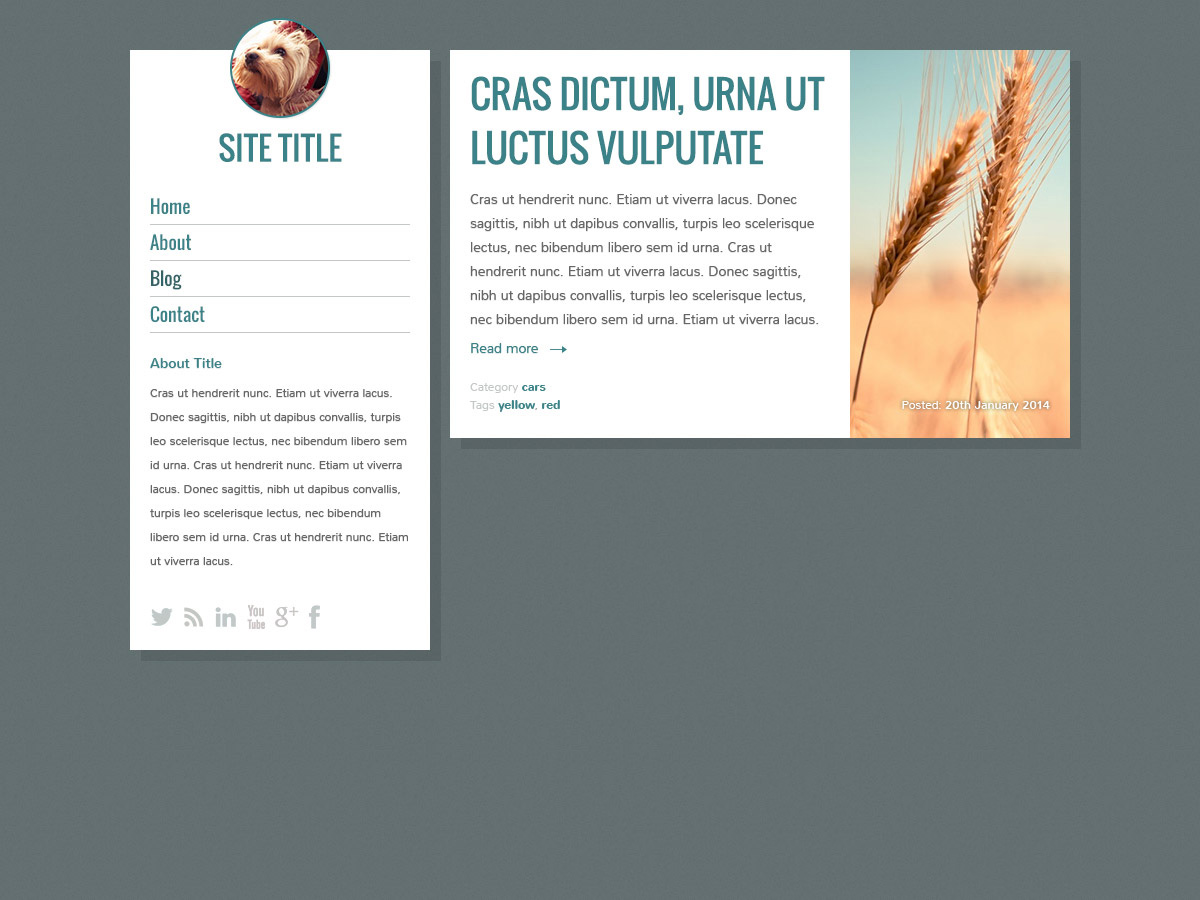 SITE TITLE
Home
About
Blog
Contact
About Title
Cras ut hendrerit nunc. Etiam ut viverra lacus.
Donec sagittis, nibh ut dapibus convallis, turpis
leo scelerisque lectus, nec bibendum libero sem
id urna. Cras ut hendrerit nunc. Etiam ut viverra
lacus. Donec sagittis, nibh ut dapibus convallis,
turpis leo scelerisque lectus, nec bibendum
libero sem id urna. Cras ut hendrerit nunc. Etiam
ut viverra lacus.
in
You
Tube
g+
f
CRAS DICTUM, URNA UT
LUCTUS VULPUTATE
Cras ut hendrerit nunc. Etiam ut viverra lacus. Donec
sagittis, nibh ut dapibus convallis, turpis leo scelerisque
lectus, nec bibendum libero sem id urna. Cras ut
hendrerit nunc. Etiam ut viverra lacus. Donec sagittis,
nibh ut dapibus convallis, turpis leo scelerisque lectus,
nec bibendum libero sem id urna. Etiam ut viverra lacus.
Read more
Category cars
Tags yellow, red
Posted: 20th January 2014